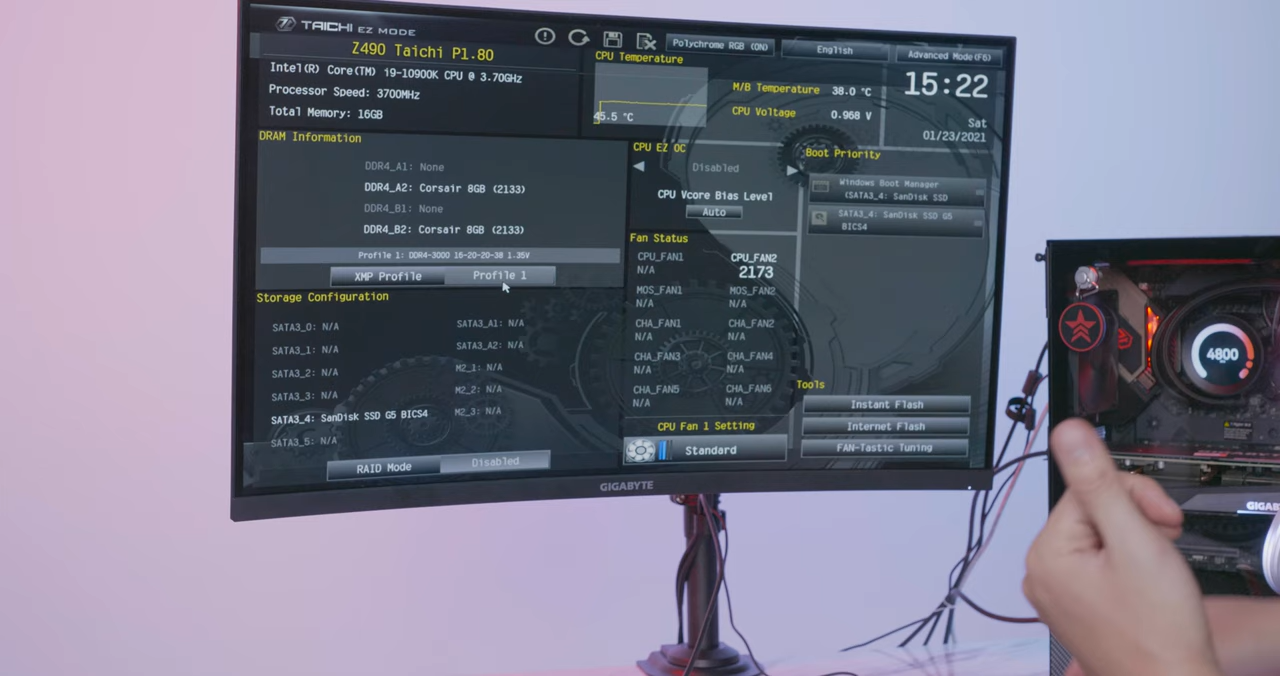 TAICHI EZ MODE
Polychrome RGB (ON)
English
Advanced Mode(F6)
Z490 Taichi P1.80
Intel(R) Core(TM) i9-10900K CPU @ 3.70GHz
Processor Speed: 3700MHz
Total Memory: 16GB
CPU Temperature
45.5 °C
M/B Temperature 38.0 °C
CPU Voltage 0.968 V
15:22
Sat
01/23/2021
DRAM Information
DDR4_A1: None
DDR4_A2: Corsair 8GB (2133)
DDR4_B1: None
DDR4_B2: Corsair 8GB (2133)
Profile 1: DDR4-3000 16-20-20-38 1.35V
XMP Profile Profile 1
Storage Configuration
SATA3_0: N/A
SATA3_1: N/A
SATA3_2: N/A
SATA3_3: N/A
SATA3_4: SanDisk SSD G5 BICS4
SATA3_5: N/A
SATA3_A1: N/A
SATA3_A2: N/A
M2_1: N/A
M2_2: N/A
M2_3: N/A
RAID Mode Disabled
CPU EZ OC
Disabled
CPU Vcore Bias Level
Auto
Fan Status
CPU_FAN1 CPU_FAN2
N/A 2173
MOS_FAN1 MOS_FAN2
N/A N/A
CHA_FAN1 CHA_FAN2
N/A N/A
CHA_FAN3 CHA_FAN4
N/A N/A
CHA_FAN5 CHA_FAN6
N/A N/A
CPU Fan 1 Setting
Standard
Boot Priority
Windows Boot Manager
(SATA3_4: SanDisk SSD
SATA3_4: SanDisk SSD G5
BICS4
Tools
Instant Flash
Internet Flash
FAN-Tastic Tuning
GIGABYTE
4800